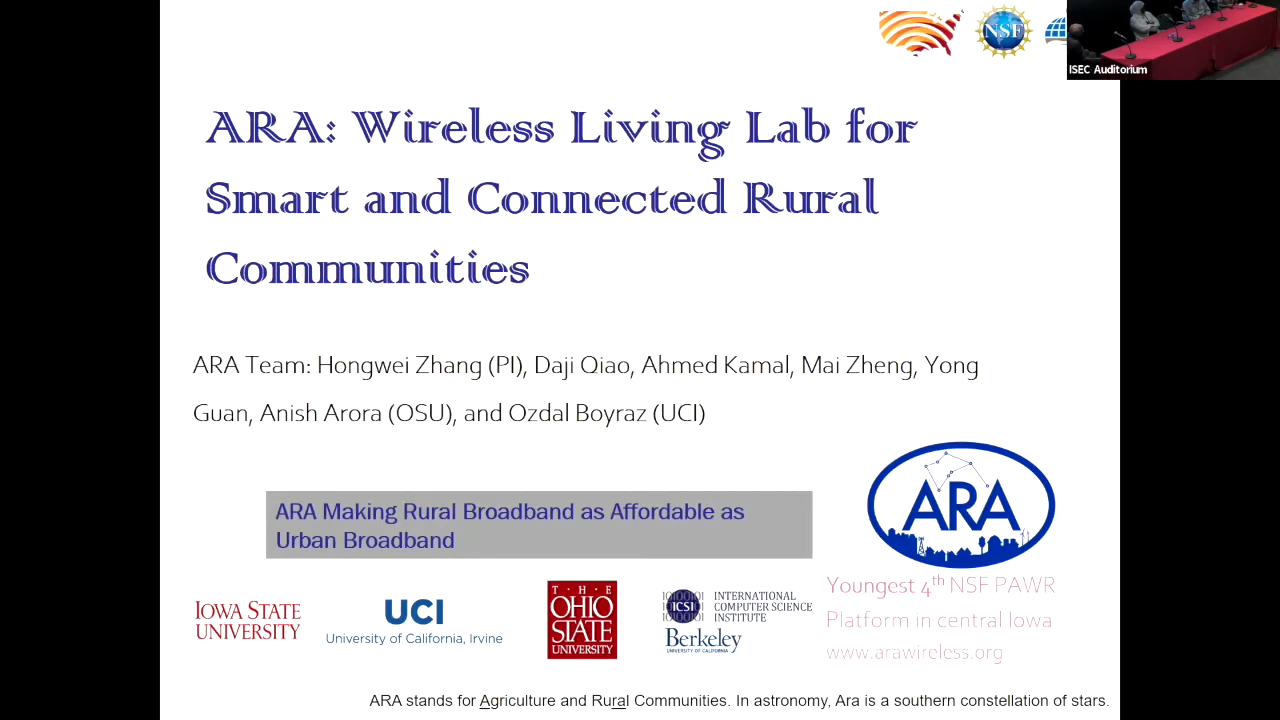 NSF
ISEC Auditorium
ARA: Wireless Living Lab for
Smart and Connected Rural
Communities
ARA Team: Hongwei Zhang (PI), Daji Qiao, Ahmed Kamal, Mai Zheng, Yong
Guan, Anish Arora (OSU), and Ozdal Boyraz (UCI)
ARA
ARA Making Rural Broadband as Affordable as
Urban Broadband
Youngest 4th NSF PAWR
Platform in central Iowa
www.arawireless.org
IOWA STATE
UNIVERSITY
UCI
University of California, Irvine
T · H · E
OHIO
STATE
UNIVERSITY
ICSI
INTERNATIONAL
COMPUTER SCIENCE
INSTITUTE
Berkeley
UNIVERSITY OF CALIFORNIA
ARA stands for Agriculture and Rural Communities. In astronomy, Ara is a southern constellation of stars.